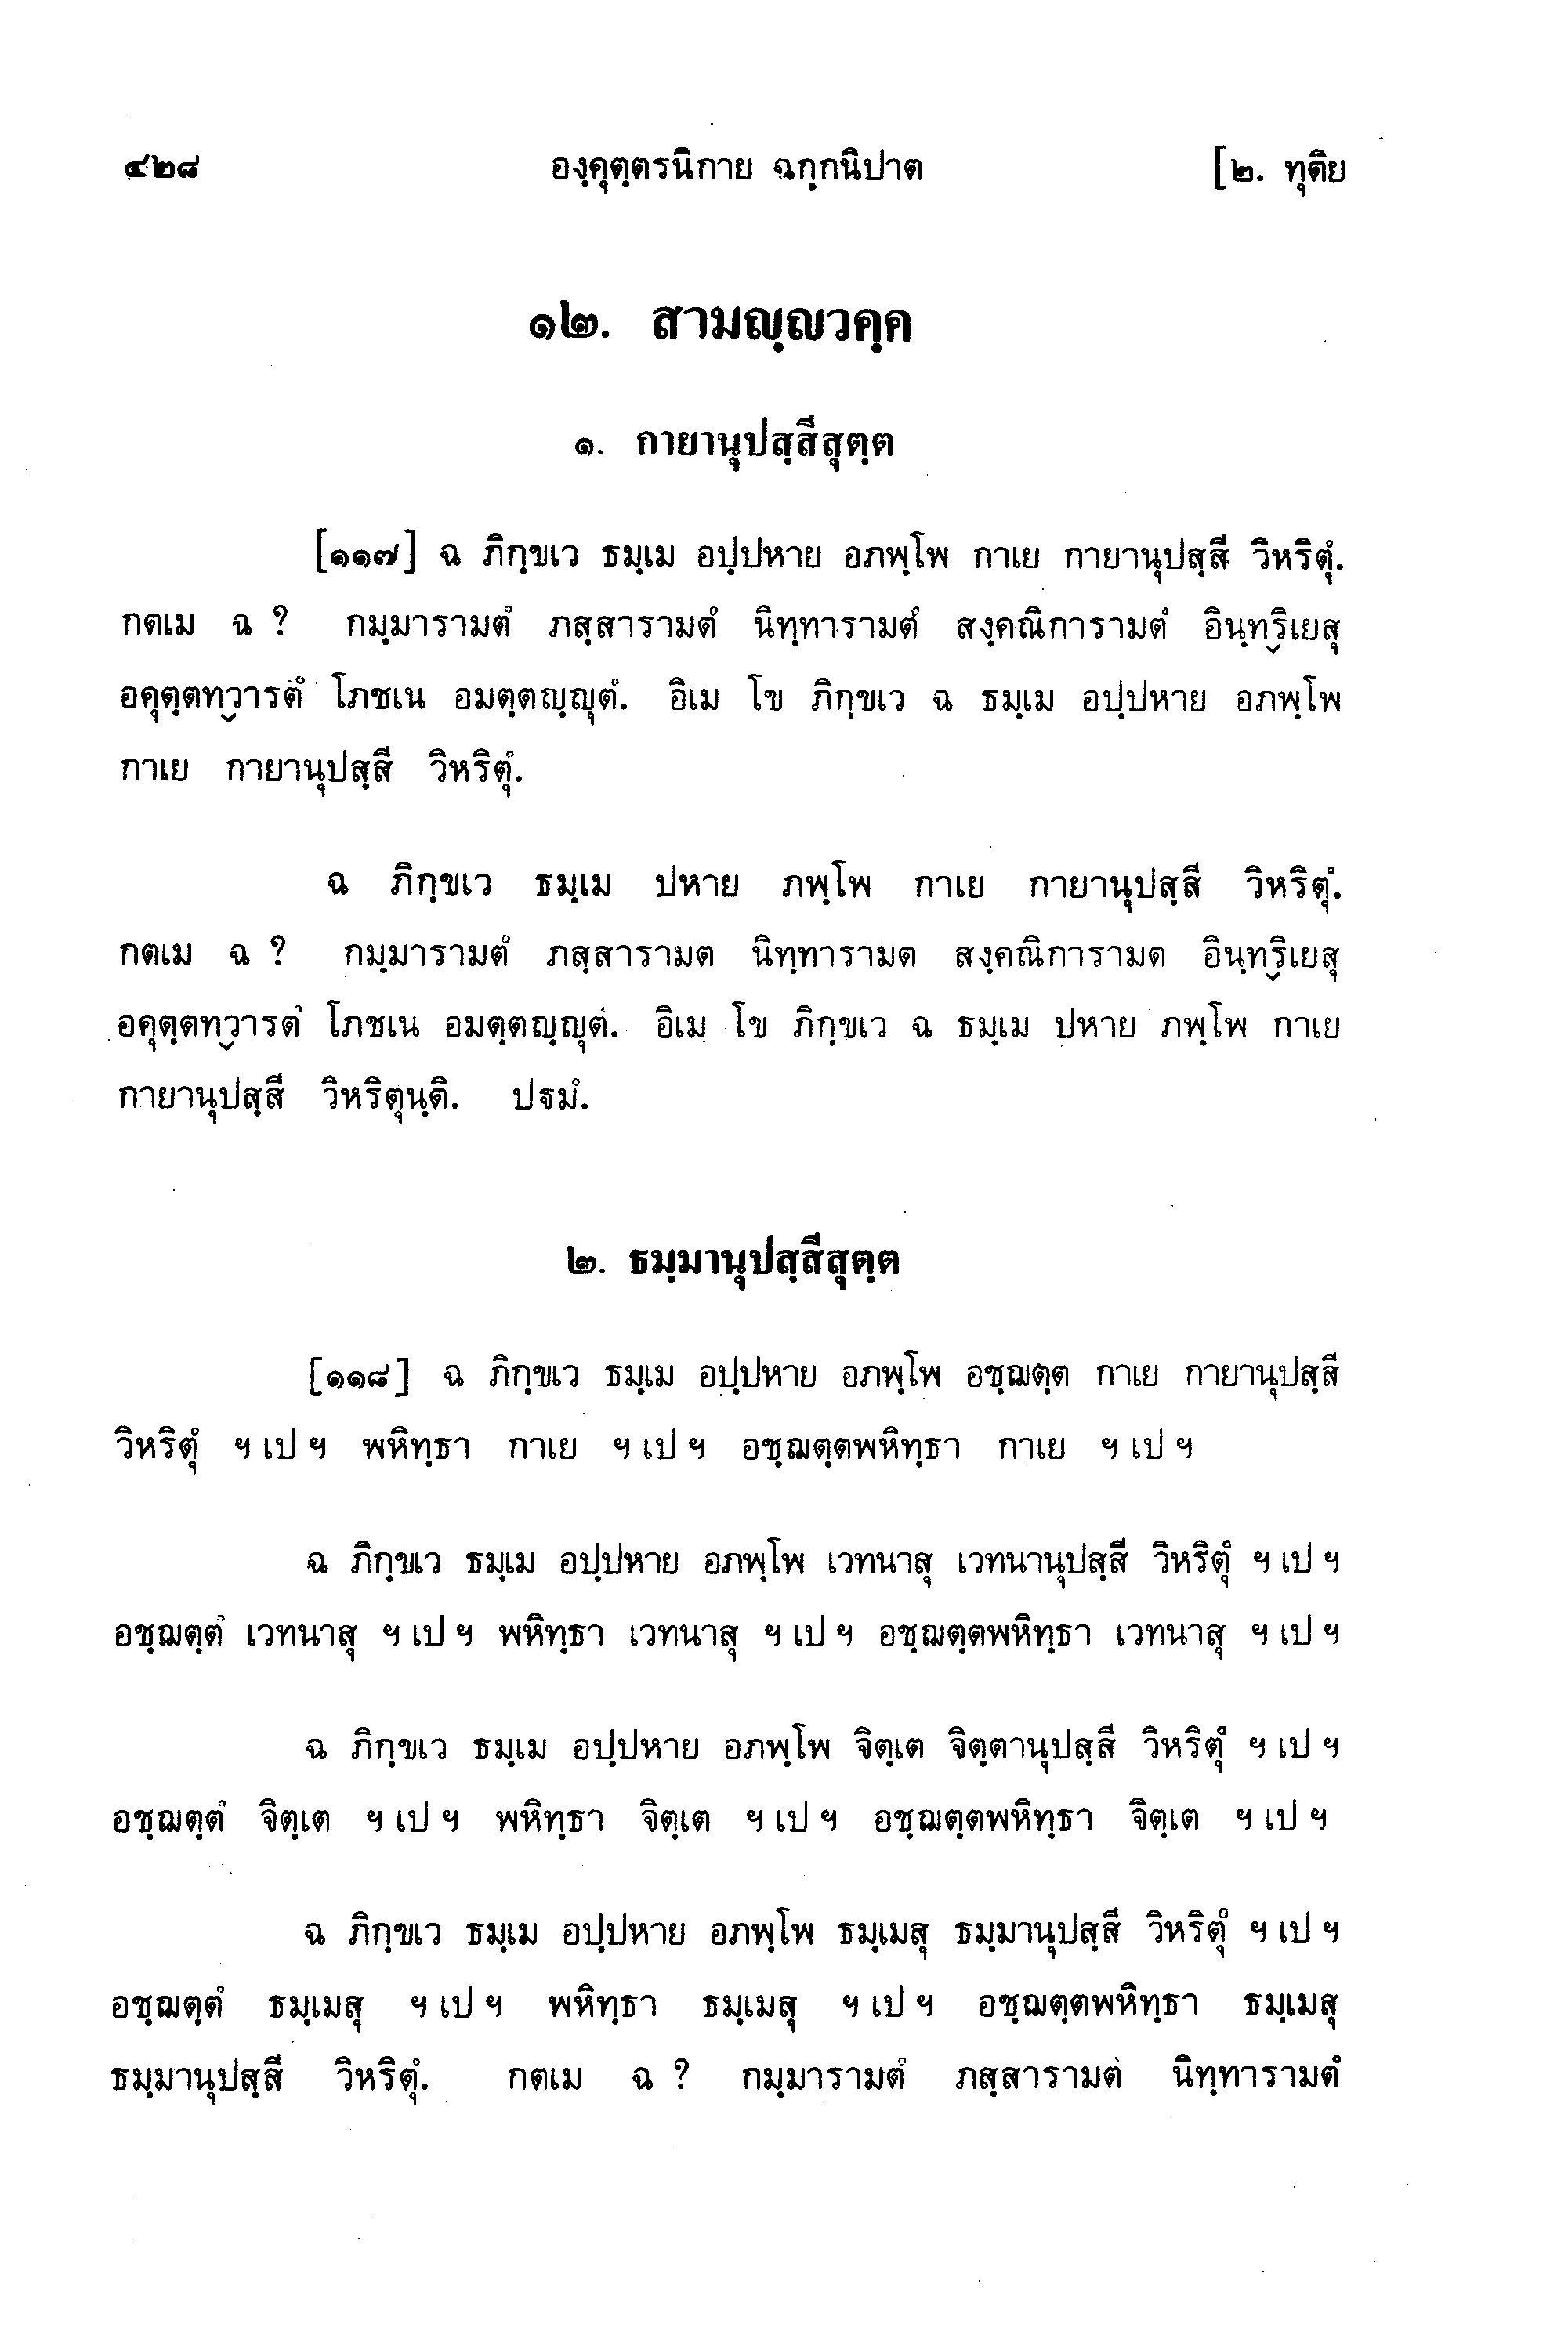 ๔๒๘ องฺคุตฺตรนิกาย ฉกฺกนิปาต [๒. ทุติย
๑๒. สามญฺญวคฺค
๑. กายานุปสฺสีสุตฺต
[๑๑๗] ฉ ภิกฺขเว ธมฺเม อปฺปหาย อภพฺโพ กาเย กายานุปสฺสี วิหริตุํ.
กตเม ฉ ? กมฺมารามตํ ภสฺสารามตํ นิทฺทารามตํ สงฺคณิการามตํ อินฺทฺริเยสุ
อคุตฺตทฺวารตํ โภชเน อมตฺตญฺญุตํ. อิเม โข ภิกฺขเว ฉ ธมฺเม อปฺปหาย อภพฺโพ
กาเย กายานุปสฺสี วิหริตุํ.
ฉ ภิกฺขเว ธมฺเม ปหาย ภพฺโพ กาเย กายานุปสฺสี วิหริตุํ.
กตเม ฉ ? กมฺมารามตํ ภสฺสารามต นิทฺทารามต สงฺคณิการามต อินฺทฺริเยสุ
อคุตฺตทฺวารตํ โภชเน อมตฺตญฺญุตํ. อิเม โข ภิกฺขเว ฉ ธมฺเม ปหาย ภพฺโพ กาเย
กายานุปสฺสี วิหริตุนฺติ. ปฐมํ.
๒. ธมฺมานุปสฺสีสุตฺต
[๑๑๘] ฉ ภิกฺขเว ธมฺเม อปฺปหาย อภพฺโพ อชฺฌตฺต กาเย กายานุปสฺสี
วิหริตุํ ฯ เป ฯ พหิทฺธา กาเย ฯ เป ฯ อชฺฌตฺตพหิทฺธา กาเย ฯ เป ฯ
ฉ ภิกฺขเว ธมฺเม อปฺปหาย อภพฺโพ เวทนาสุ เวทนานุปสฺสี วิหริตุํ ฯ เป ฯ
อชฺฌตฺตํ เวทนาสุ ฯ เป ฯ พหิทฺธา เวทนาสุ ฯ เป ฯ อชฺฌตฺตพหิทฺธา เวทนาสุ ฯ เป ฯ
ฉ ภิกฺขเว ธมฺเม อปฺปหาย อภพฺโพ จิตฺเต จิตฺตานุปสฺสี วิหริตุํ ฯ เป ฯ
อชฺฌตฺตํ จิตฺเต ฯ เป ฯ พหิทฺธา จิตฺเต ฯ เป ฯ อชฺฌตฺตพหิทฺธา จิตฺเต ฯ เป ฯ
ฉ ภิกฺขเว ธมฺเม อปฺปหาย อภพฺโพ ธมฺเมสุ ธมฺมานุปสฺสี วิหริตุํ ฯ เป ฯ
อชฺฌตฺตํ ธมฺเมสุ ฯ เป ฯ พหิทฺธา ธมฺเมสุ ฯ เป ฯ อชฺฌตฺตพหิทฺธา ธมฺเมสุ
ธมฺมานุปสฺสี วิหริตุํ. กตเม ฉ ? กมฺมารามตํ ภสฺสารามตํ นิทฺทารามตํ